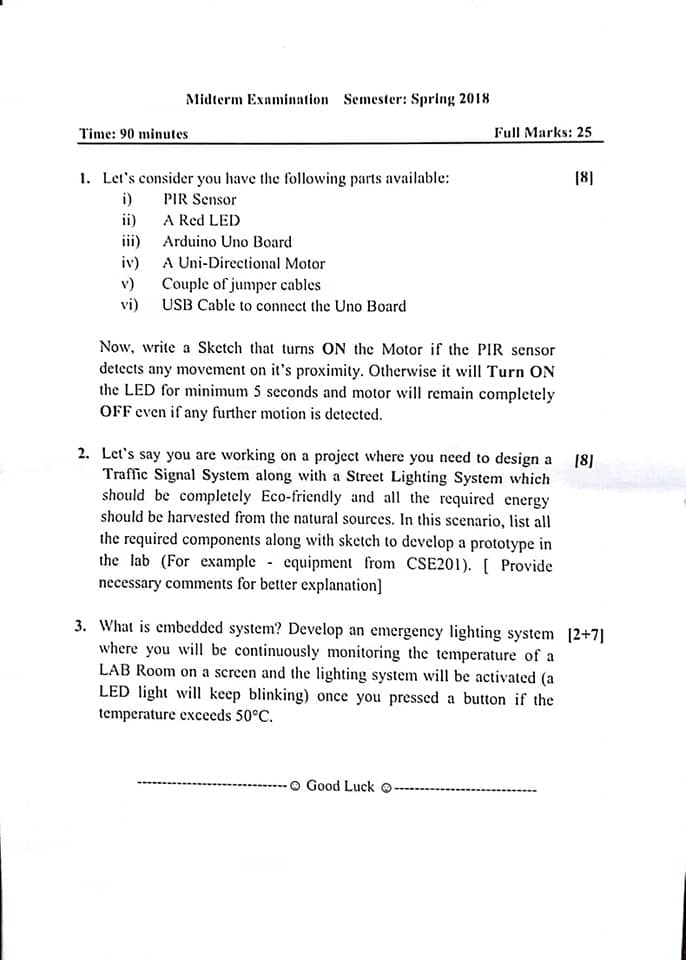 Midterm Examination Semester: Spring 2018
Time: 90 minutes Full Marks: 25
1. Let's consider you have the following parts available: [8]
i) PIR Sensor
ii) A Red LED
iii) Arduino Uno Board
iv) A Uni-Directional Motor
v) Couple of jumper cables
vi) USB Cable to connect the Uno Board
Now, write a Sketch that turns ON the Motor if the PIR sensor
detects any movement on it's proximity. Otherwise it will Turn ON
the LED for minimum 5 seconds and motor will remain completely
OFF even if any further motion is detected.
2. Let's say you are working on a project where you need to design a [8]
Traffic Signal System along with a Street Lighting System which
should be completely Eco-friendly and all the required energy
should be harvested from the natural sources. In this scenario, list all
the required components along with sketch to develop a prototype in
the lab (For example - equipment from CSE201). [ Provide
necessary comments for better explanation]
3. What is embedded system? Develop an emergency lighting system [2+7]
where you will be continuously monitoring the temperature of a
LAB Room on a screen and the lighting system will be activated (a
LED light will keep blinking) once you pressed a button if the
temperature exceeds 50°C.
------------------------------☺ Good Luck ☺----------------------------